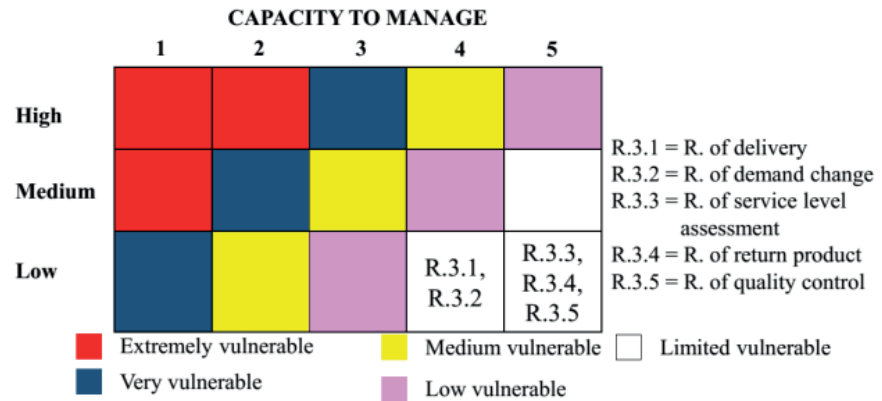 CAPACITY TO MANAGE
1 2 3 4 5
High
Medium
Low
R.3.1,
R.3.2
R.3.3,
R.3.4,
R.3.5
R.3.1 = R. of delivery
R.3.2 = R. of demand change
R.3.3 = R. of service level
assessment
R.3.4 = R. of return product
R.3.5 = R. of quality control
Extremely vulnerable
Medium vulnerable
Limited vulnerable
Very vulnerable
Low vulnerable